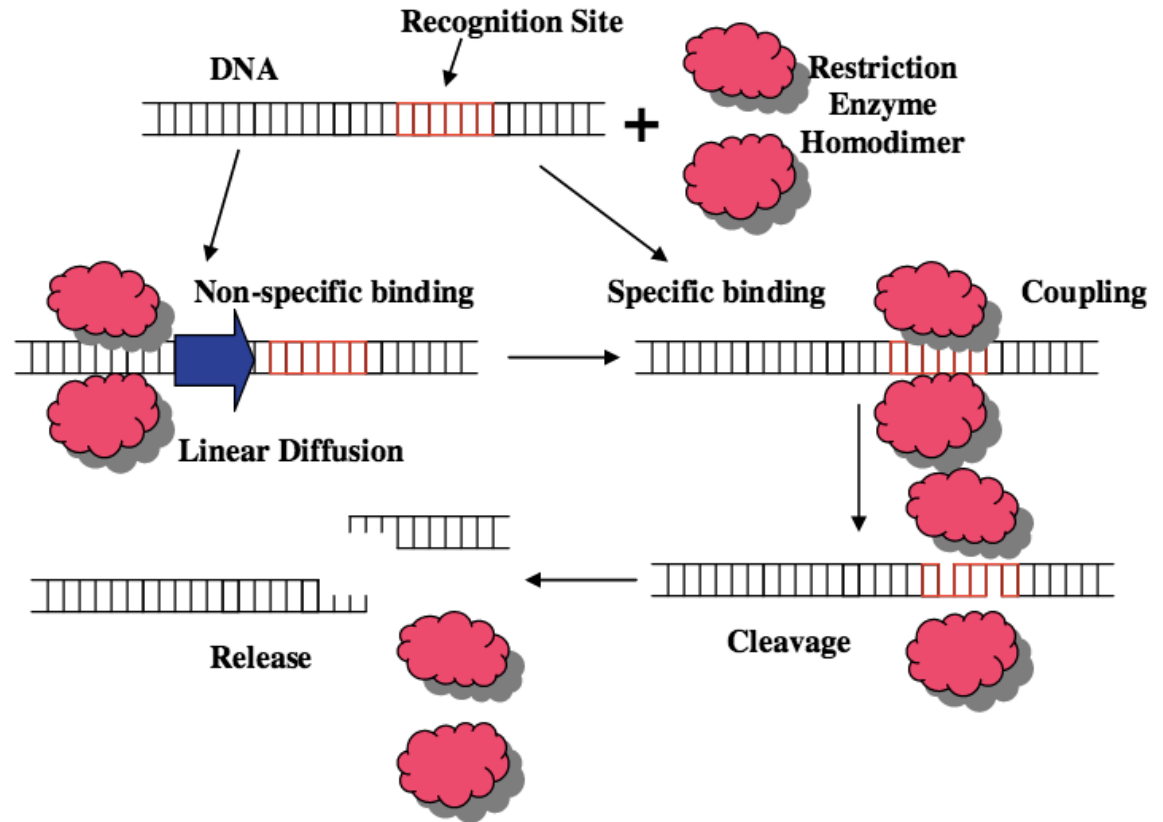 Recognition Site
DNA
+
Restriction
Enzyme
Homodimer
Non-specific binding
Specific binding
Coupling
Linear Diffusion
Cleavage
Release